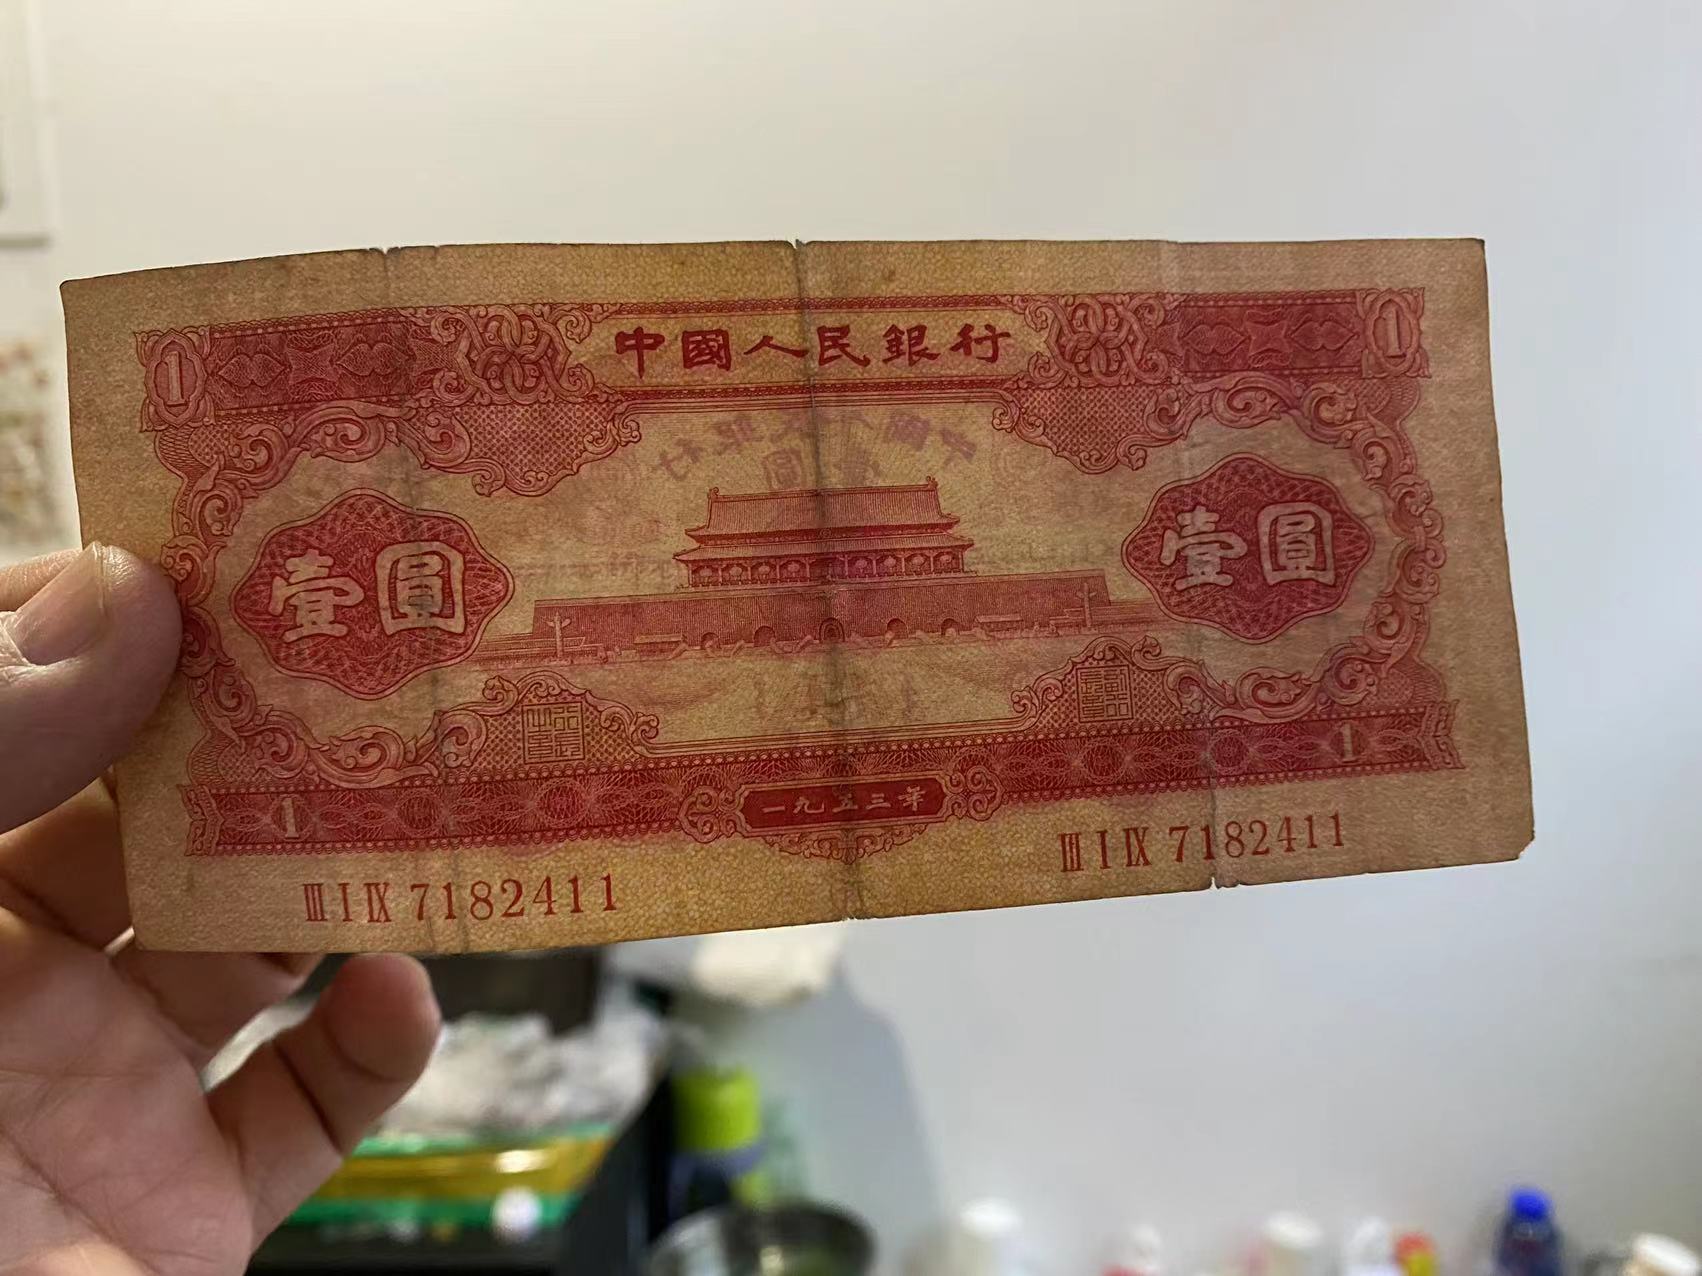 1 中國人民銀行 1
壹圓 壹圓
1 一九五三年 1
III I IX 7182411 III I IX 7182411